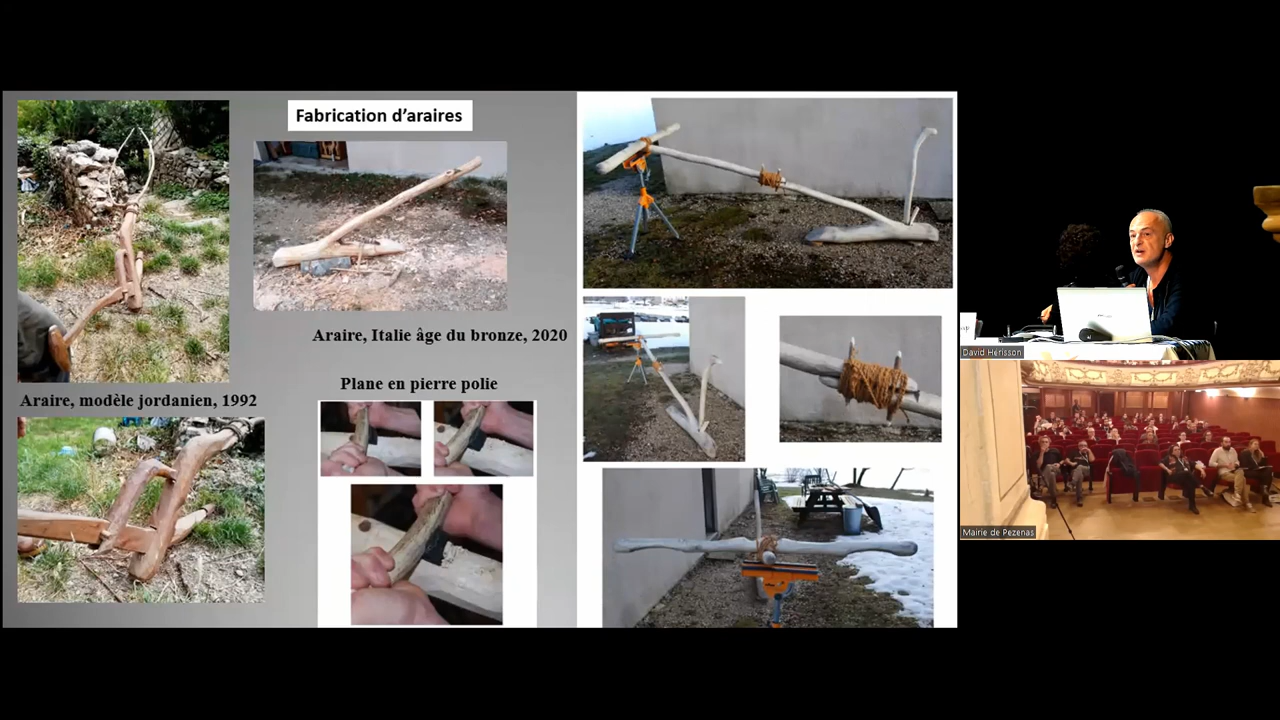 Fabrication d'araires
Araire, Italie âge du bronze, 2020
Plane en pierre polie
Araire, modèle jordanien, 1992
David Hérisson
Mairie de Pezenas